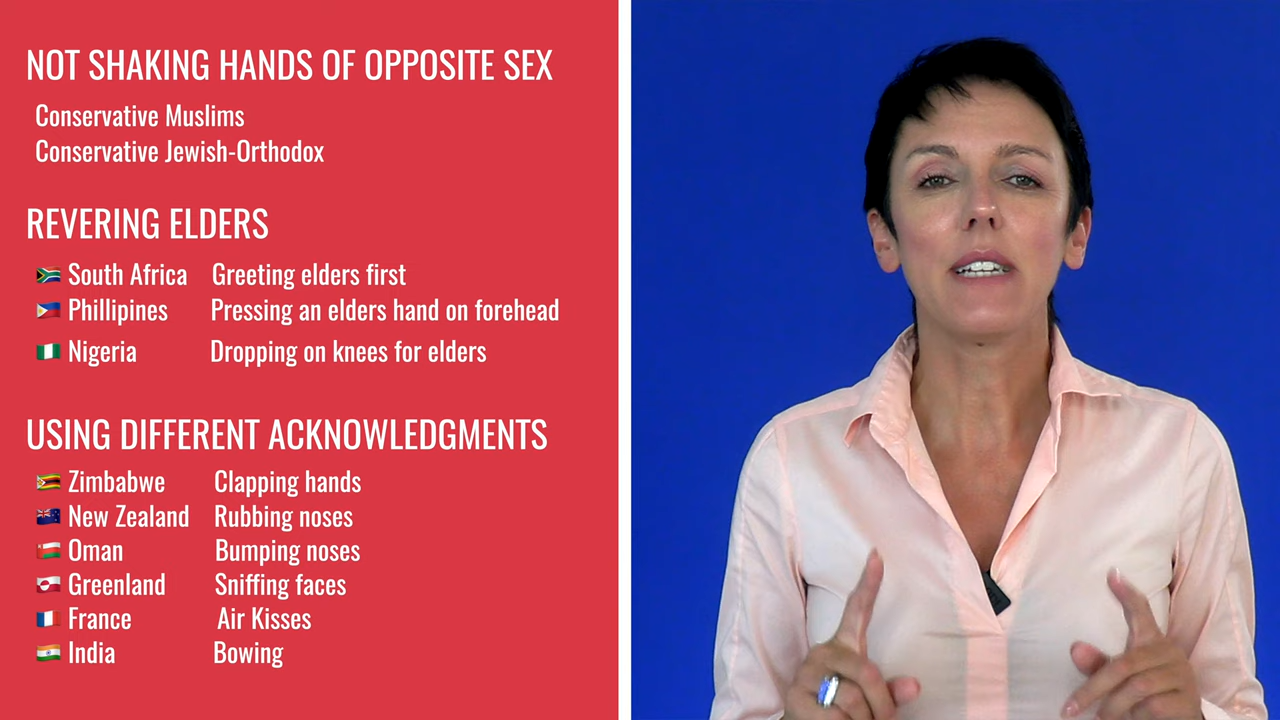 NOT SHAKING HANDS OF OPPOSITE SEX
Conservative Muslims
Conservative Jewish-Orthodox
REVERING ELDERS
South Africa Greeting elders first
Phillipines Pressing an elders hand on forehead
Nigeria Dropping on knees for elders
USING DIFFERENT ACKNOWLEDGMENTS
Zimbabwe Clapping hands
New Zealand Rubbing noses
Oman Bumping noses
Greenland Sniffing faces
France Air Kisses
India Bowing